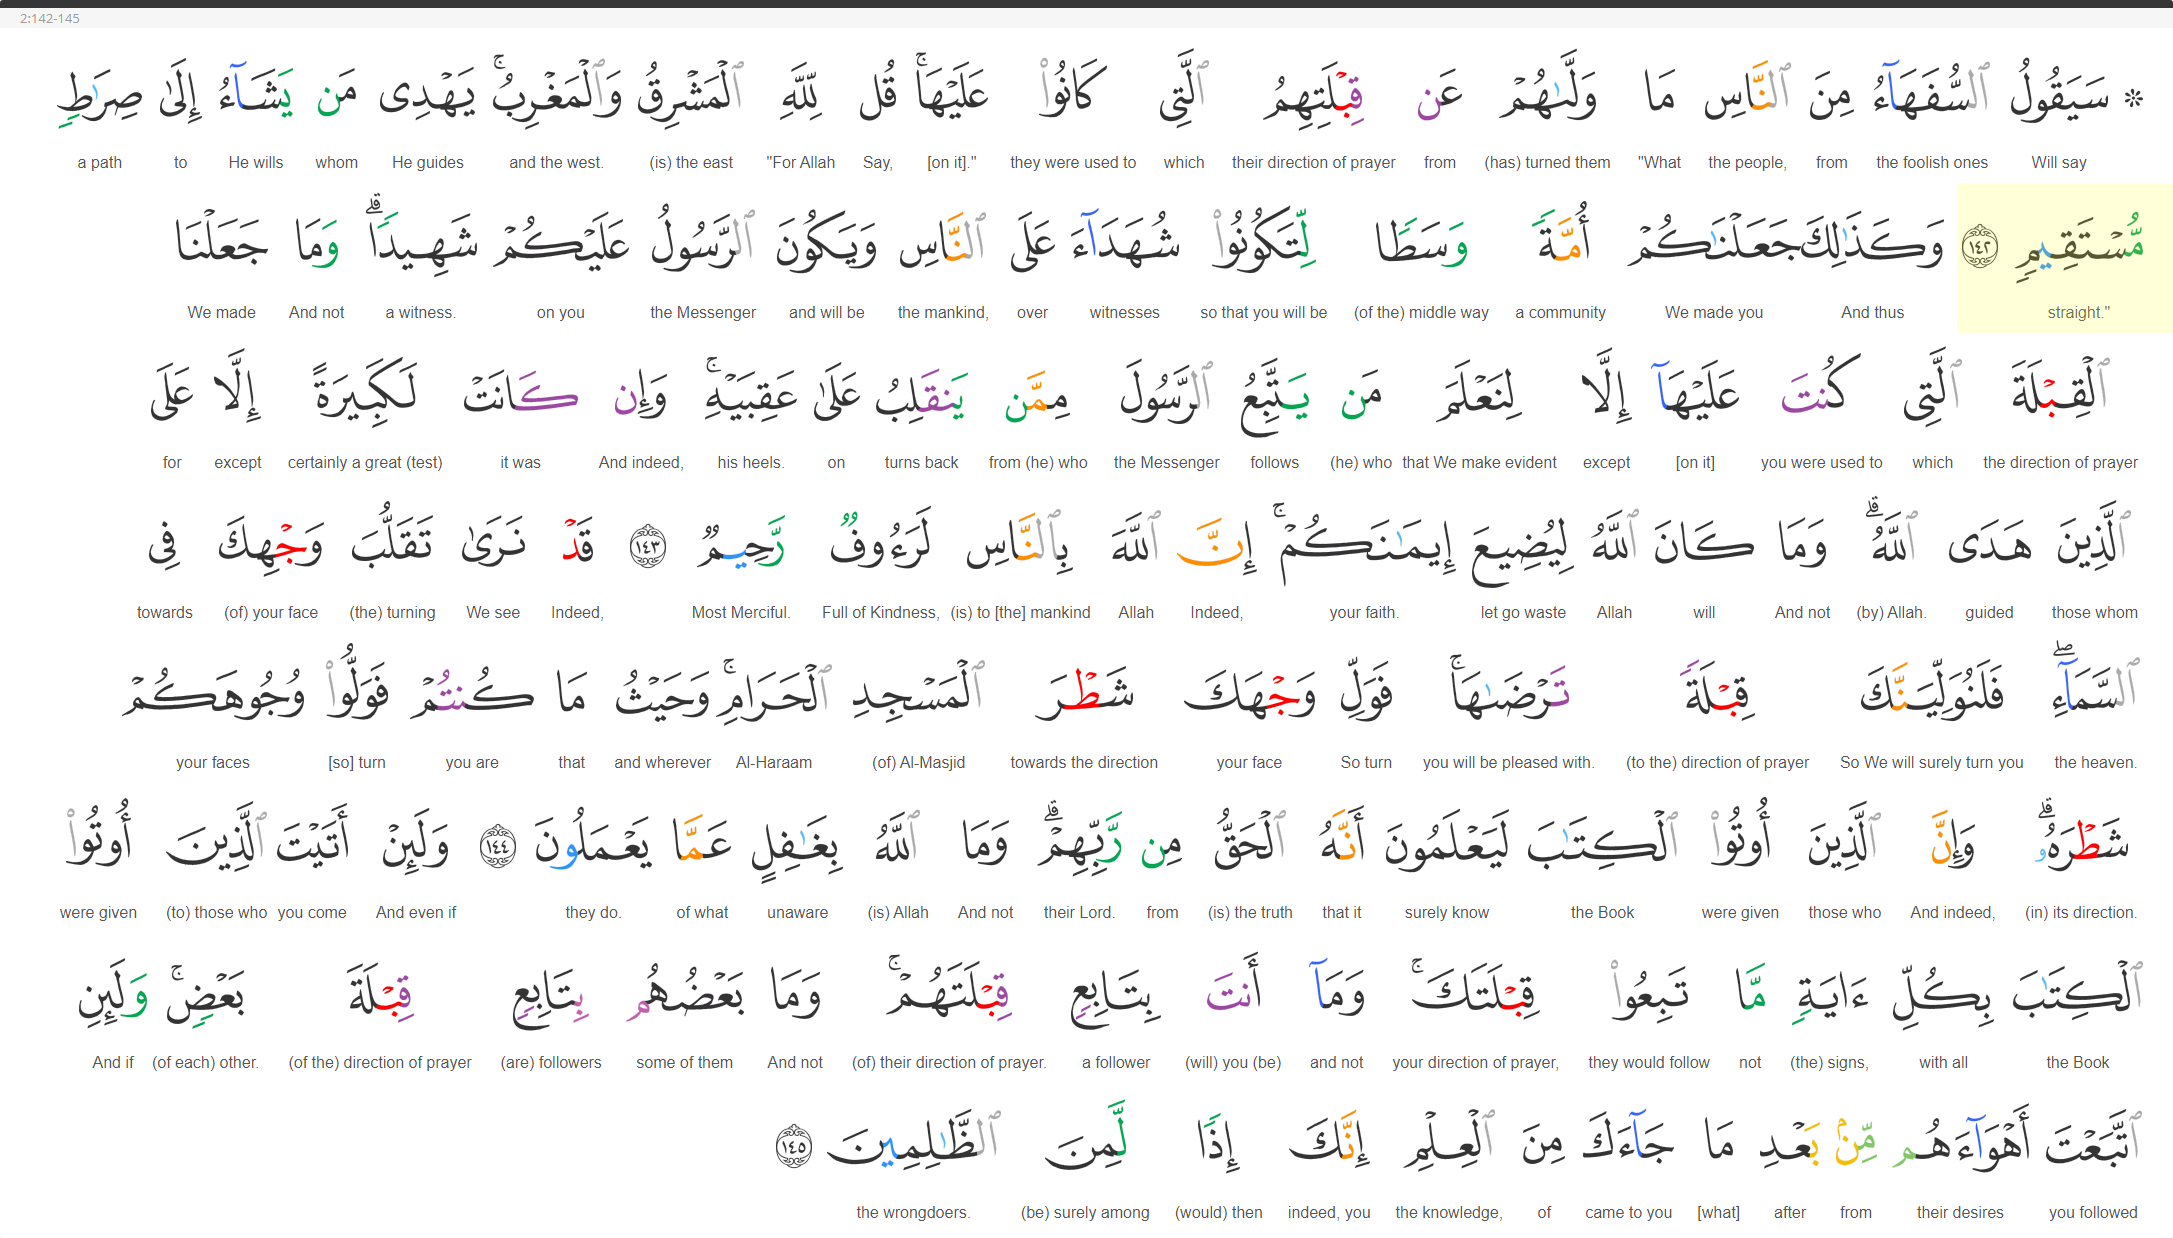 2:142-145
۞ سَيَقُولُ ٱلسُّفَهَآءُ مِنَ ٱلنَّاسِ مَا وَلَّىٰهُمْ عَن قِبْلَتِهِمُ ٱلَّتِى كَانُوا۟ عَلَيْهَا ۚ قُل لِّلَّهِ ٱلْمَشْرِقُ وَٱلْمَغْرِبُ ۚ يَهْدِى مَن يَشَآءُ إِلَىٰ صِرَٰطٍ
Will say the foolish ones from the people, "What (has) turned them from their direction of prayer which they were used to [on it]." Say, "For Allah (is) the east and the west. He guides whom He wills to a path
مُّسْتَقِيمٍ ١٤٢ وَكَذَٰلِكَ جَعَلْنَٰكُمْ أُمَّةً وَسَطًا لِّتَكُونُوا۟ شُهَدَآءَ عَلَى ٱلنَّاسِ وَيَكُونَ ٱلرَّسُولُ عَلَيْكُمْ شَهِيدًا ۗ وَمَا جَعَلْنَا
straight." And thus We made you a community (of the) middle way so that you will be witnesses over the mankind, and will be the Messenger on you a witness. And not We made
ٱلْقِبْلَةَ ٱلَّتِى كُنتَ عَلَيْهَآ إِلَّا لِنَعْلَمَ مَن يَتَّبِعُ ٱلرَّسُولَ مِمَّن يَنقَلِبُ عَلَىٰ عَقِبَيْهِ ۚ وَإِن كَانَتْ لَكَبِيرَةً إِلَّا عَلَى
the direction of prayer which you were used to [on it] except that We make evident (he) who follows the Messenger from (he) who turns back on his heels. And indeed, it was certainly a great (test) except for
ٱلَّذِينَ هَدَى ٱللَّهُ ۗ وَمَا كَانَ ٱللَّهُ لِيُضِيعَ إِيمَٰنَكُمْ ۚ إِنَّ ٱللَّهَ بِٱلنَّاسِ لَرَءُوفٌ رَّحِيمٌ ١٤٣ قَدْ نَرَىٰ تَقَلُّبَ وَجْهِكَ فِى
those whom guided (by) Allah. And not will Allah let go waste your faith. Indeed, Allah (is) to [the] mankind Full of Kindness, Most Merciful. Indeed, We see (the) turning (of) your face towards
ٱلسَّمَآءِ ۖ فَلَنُوَلِّيَنَّكَ قِبْلَةً تَرْضَىٰهَا ۚ فَوَلِّ وَجْهَكَ شَطْرَ ٱلْمَسْجِدِ ٱلْحَرَامِ ۚ وَحَيْثُ مَا كُنتُمْ فَوَلُّوا۟ وُجُوهَكُمْ
the heaven. So We will surely turn you (to the) direction of prayer you will be pleased with. So turn your face towards the direction (of) Al-Masjid Al-Haraam and wherever that you are [so] turn your faces
شَطْرَهُۥ ۗ وَإِنَّ ٱلَّذِينَ أُوتُوا۟ ٱلْكِتَٰبَ لَيَعْلَمُونَ أَنَّهُ ٱلْحَقُّ مِن رَّبِّهِمْ ۗ وَمَا ٱللَّهُ بِغَٰفِلٍ عَمَّا يَعْمَلُونَ ١٤٤ وَلَئِنْ أَتَيْتَ ٱلَّذِينَ أُوتُوا۟
(in) its direction. And indeed, those who were given the Book surely know that it (is) the truth from their Lord. And not (is) Allah unaware of what they do. And even if you come (to) those who were given
ٱلْكِتَٰبَ بِكُلِّ ءَايَةٍ مَّا تَبِعُوا۟ قِبْلَتَكَ ۚ وَمَآ أَنتَ بِتَابِعٍ قِبْلَتَهُمْ ۚ وَمَا بَعْضُهُم بِتَابِعٍ قِبْلَةَ بَعْضٍ ۚ وَلَئِنِ
the Book with all (the) signs, not they would follow your direction of prayer, and not (will) you (be) a follower (of) their direction of prayer. And not some of them (are) followers (of the) direction of prayer (of each) other. And if
ٱتَّبَعْتَ أَهْوَآءَهُم مِّنۢ بَعْدِ مَا جَآءَكَ مِنَ ٱلْعِلْمِ إِنَّكَ إِذًا لَّمِنَ ٱلظَّٰلِمِينَ ١٤٥
you followed their desires from after [what] came to you of the knowledge, indeed, you (would) then (be) surely among the wrongdoers.